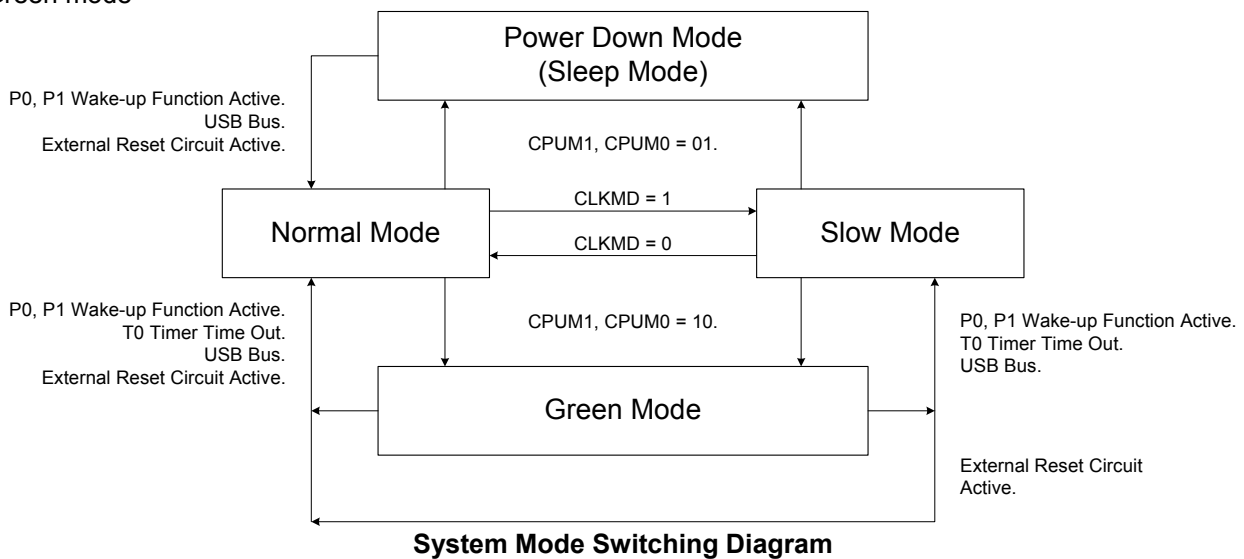 Green mode
Power Down Mode
(Sleep Mode)
P0, P1 Wake-up Function Active.
USB Bus.
External Reset Circuit Active.
CPUM1, CPUM0 = 01.
CLKMD = 1
Normal Mode
Slow Mode
CLKMD = 0
P0, P1 Wake-up Function Active.
T0 Timer Time Out.
USB Bus.
External Reset Circuit Active.
CPUM1, CPUM0 = 10.
P0, P1 Wake-up Function Active.
T0 Timer Time Out.
USB Bus.
Green Mode
External Reset Circuit
Active.
System Mode Switching Diagram